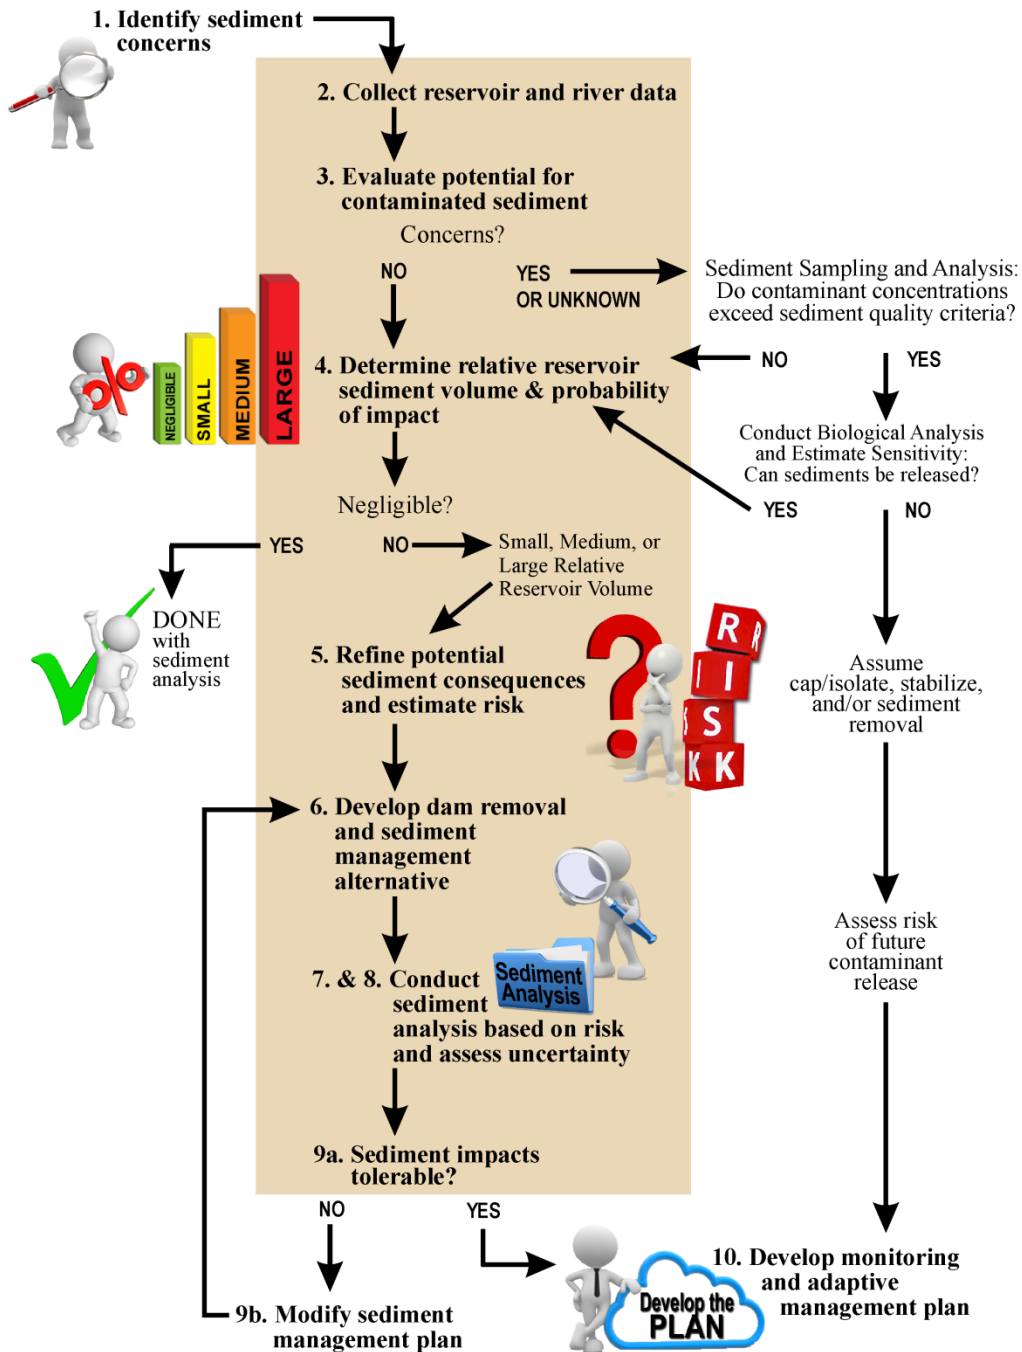 1. Identify sediment
concerns
2. Collect reservoir and river data
3. Evaluate potential for
contaminated sediment
Concerns?
NO
YES
OR UNKNOWN
Sediment Sampling and Analysis:
Do contaminant concentrations
exceed sediment quality criteria?
NO
YES
%
NEGLIGIBLE
SMALL
MEDIUM
LARGE
4. Determine relative reservoir
sediment volume & probability
of impact
Conduct Biological Analysis
and Estimate Sensitivity:
Can sediments be released?
YES
NO
Negligible?
YES
NO
Small, Medium, or
Large Relative
Reservoir Volume
DONE
with
sediment
analysis
5. Refine potential
sediment consequences
and estimate risk
?
R R
I I
S S
K K
Assume
cap/isolate, stabilize,
and/or sediment
removal
6. Develop dam removal
and sediment
management
alternative
Sediment
Analysis
7. & 8. Conduct
sediment
analysis based on risk
and assess uncertainty
Assess risk
of future
contaminant
release
9a. Sediment impacts
tolerable?
NO
YES
9b. Modify sediment
management plan
Develop the
PLAN
10. Develop monitoring
and adaptive
management plan